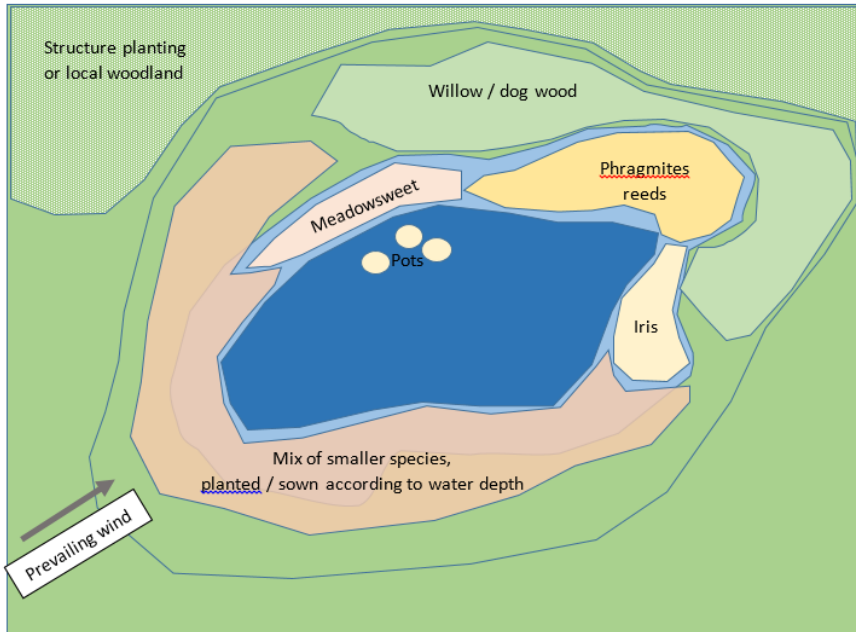 Structure planting
or local woodland
Willow / dog wood
Phragmites
reeds
Meadowsweet
Pots
Iris
Mix of smaller species,
planted / sown according to water depth
Prevailing wind